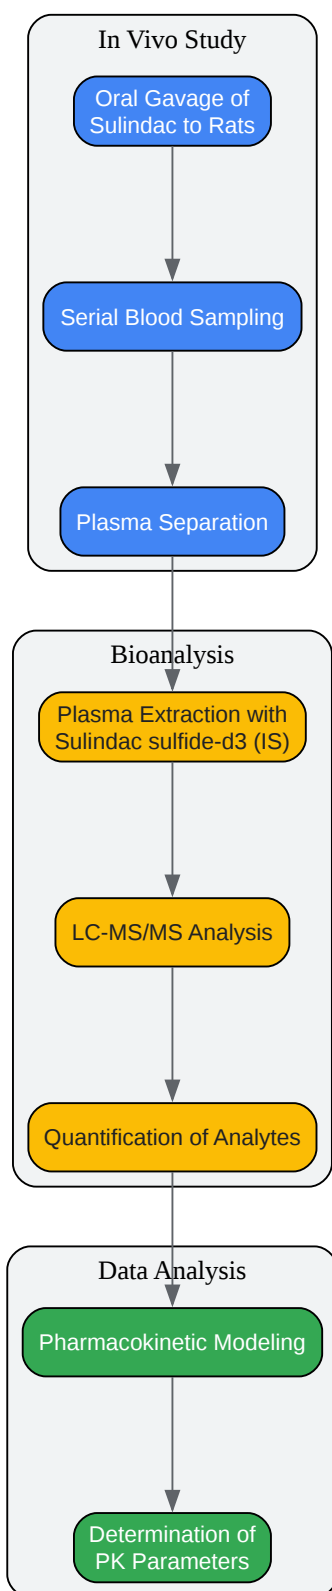 In Vivo Study
Oral Gavage of
Sulindac to Rats
Serial Blood Sampling
Plasma Separation
Bioanalysis
Plasma Extraction with
Sulindac sulfide-d3 (IS)
LC-MS/MS Analysis
Quantification of Analytes
Data Analysis
Pharmacokinetic Modeling
Determination of
PK Parameters